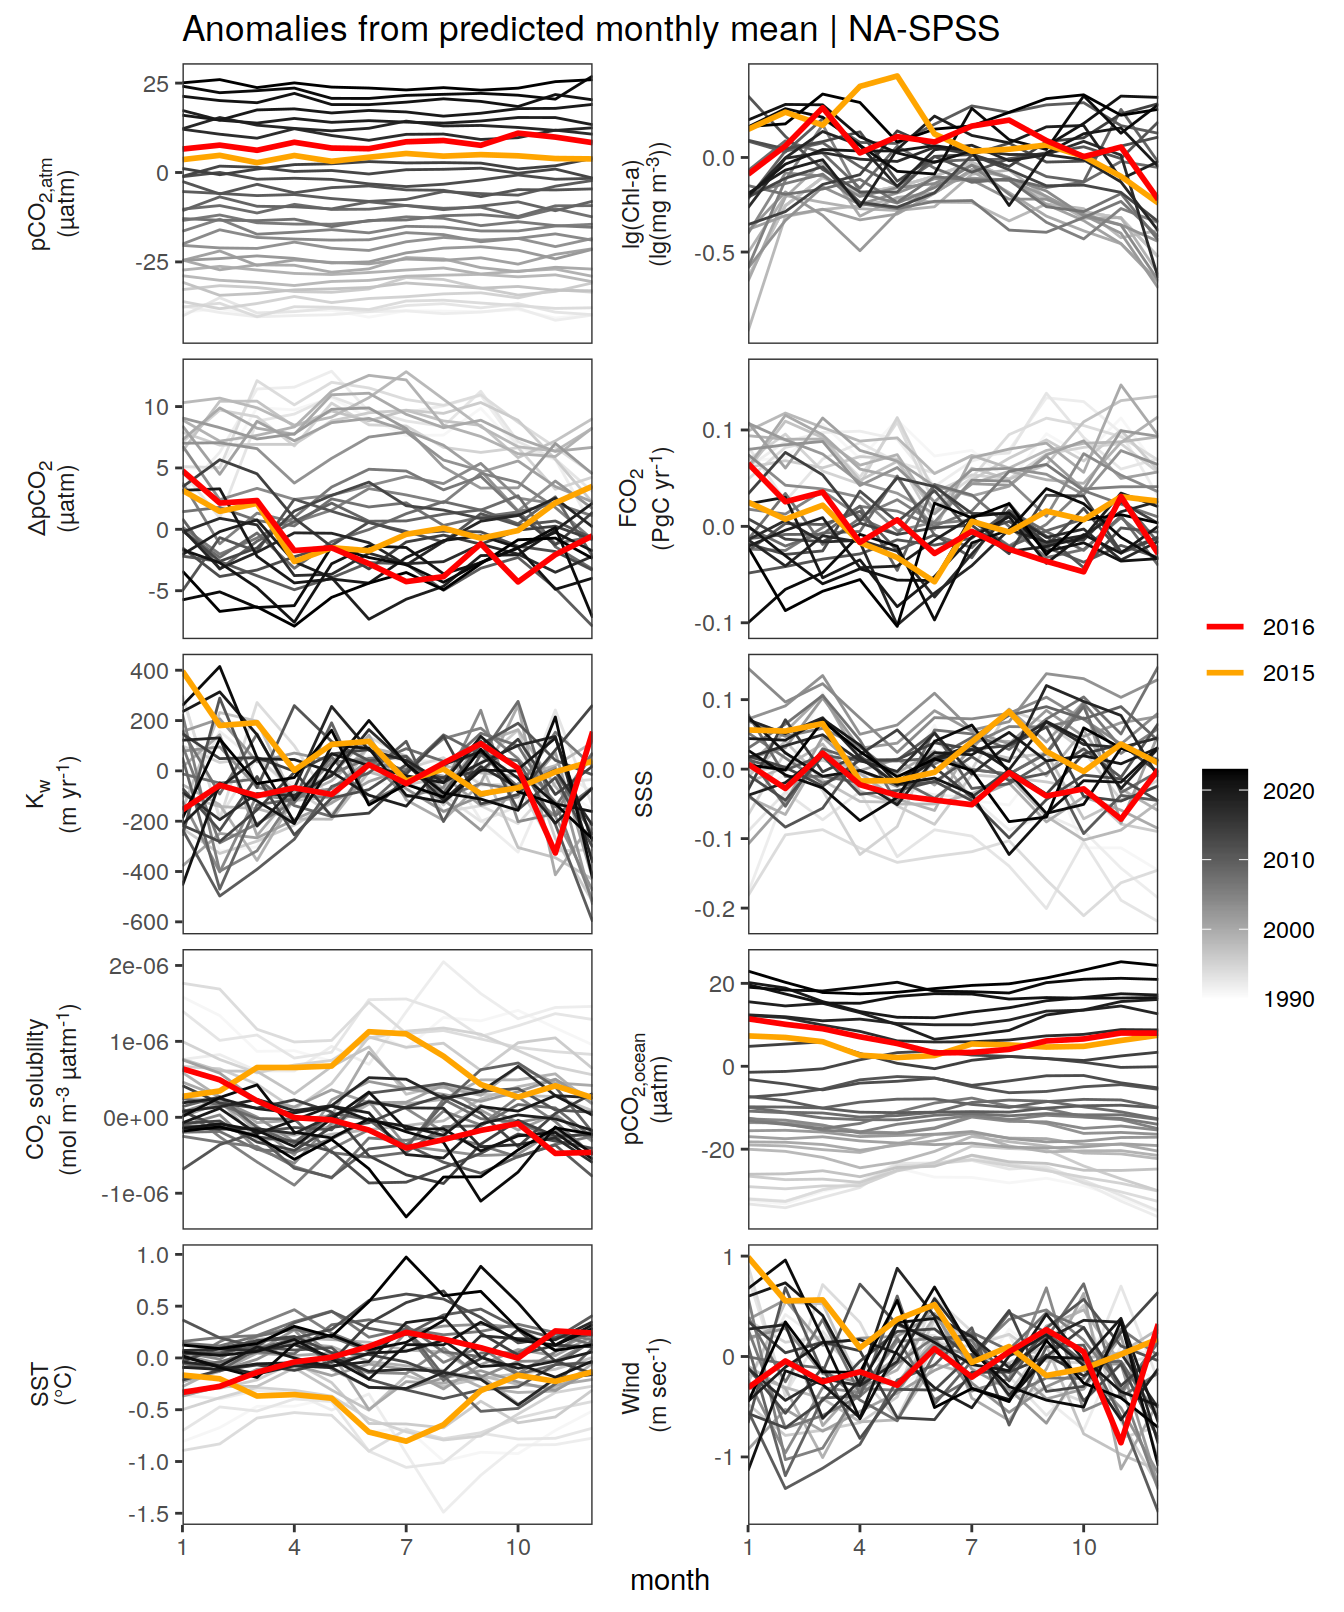 Anomalies from predicted monthly mean | NA-SPSS
pCO2,atm
(µatm)
25
0
-25
lg(Chl-a)
(lg(mg m-3))
0.0
-0.5
ΔpCO2
(µatm)
10
5
0
-5
FCO2
(PgC yr-1)
0.1
0.0
-0.1
Kw
(m yr-1)
400
200
0
-200
-400
-600
SSS
0.1
0.0
-0.1
-0.2
CO2 solubility
(mol m-3 µatm-1)
2e-06
1e-06
0e+00
-1e-06
pCO2,ocean
(µatm)
20
0
-20
SST
(°C)
1.0
0.5
0.0
-0.5
-1.0
-1.5
Wind
(m sec-1)
1
0
-1
1 4 7 10
1 4 7 10
month
2016
2015
2020
2010
2000
1990